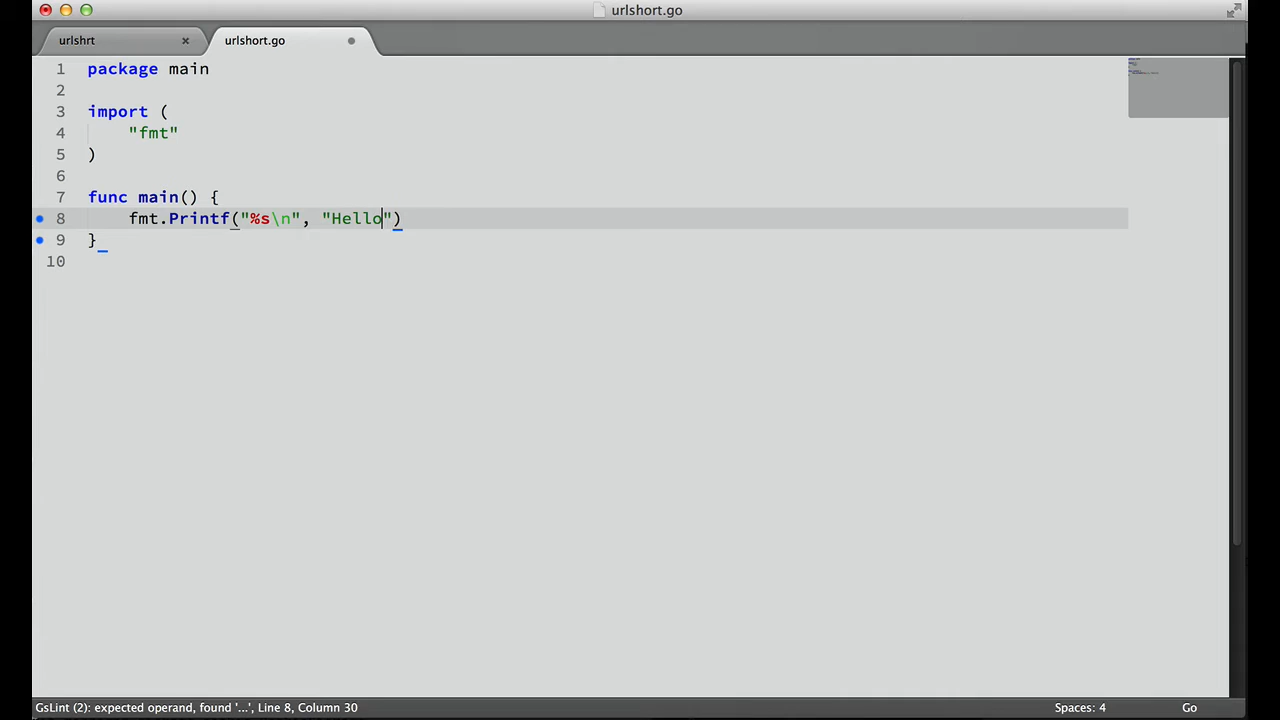 urlshort.go
urlshrt × urlshort.go
1 package main
2
3 import (
4 "fmt"
5 )
6
7 func main() {
8 fmt.Printf("%s\n", "Hello")
9 }
10
GsLint (2): expected operand, found '...', Line 8, Column 30 Spaces: 4 Go